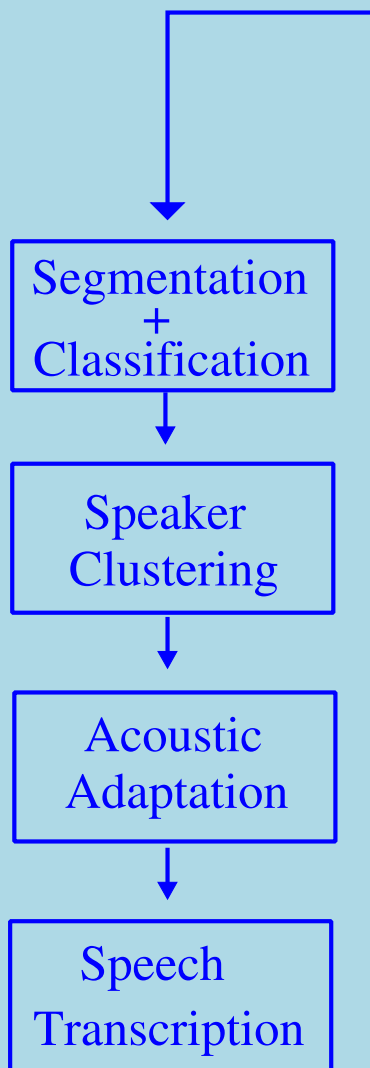 Segmentation
+
Classification
Speaker
Clustering
Acoustic
Adaptation
Speech
Transcription